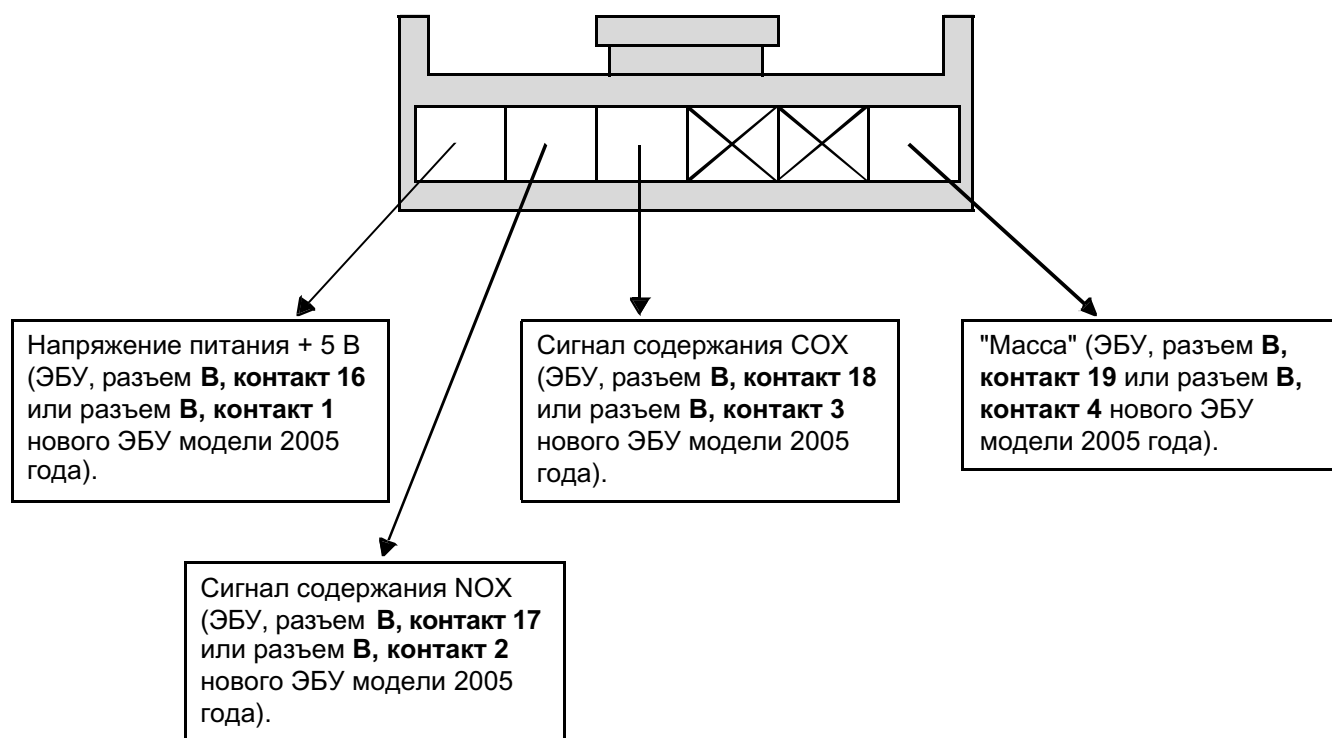 Напряжение питания + 5 В
(ЭБУ, разъем В, контакт 16
или разъем В, контакт 1
нового ЭБУ модели 2005
года).
Сигнал содержания COX
(ЭБУ, разъем В, контакт 18
или разъем В, контакт 3
нового ЭБУ модели 2005
года).
"Масса" (ЭБУ, разъем В,
контакт 19 или разъем В,
контакт 4 нового ЭБУ
модели 2005 года).
Сигнал содержания NOX
(ЭБУ, разъем В, контакт 17
или разъем В, контакт 2
нового ЭБУ модели 2005
года).